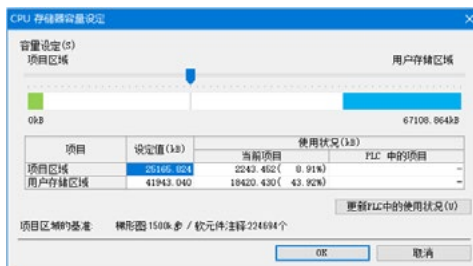 CPU 存储器容量设定
容量设定(S)
项目区域 用户存储区域
0kB 67108.864kB
项目 设定值(kB) 使用状况(kB)
当前项目 PLC 中的项目
项目区域 25165.824 2243.452( 8.91%) -( -)
用户存储区域 41943.040 18420.430( 43.92%) -( -)
更新PLC中的使用状况(U)
项目区域的基准: 梯形图:1500k步 / 软元件注释:224694个
OK 取消